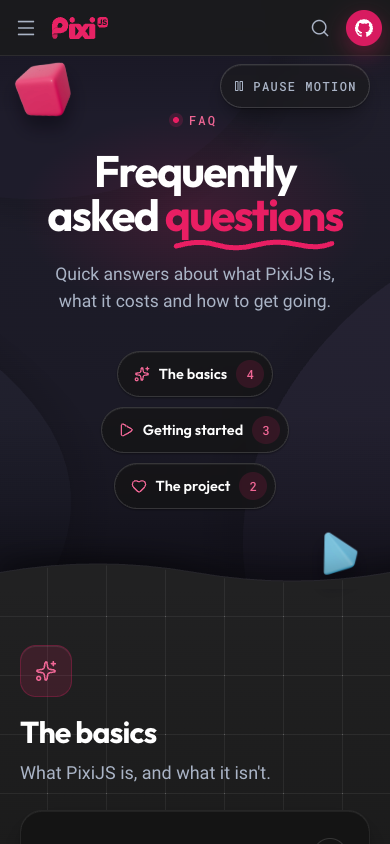 Pixi JS
PAUSE MOTION
FAQ
Frequently
asked questions
Quick answers about what PixiJS is,
what it costs and how to get going.
The basics 4
Getting started 3
The project 2
The basics
What PixiJS is, and what it isn't.